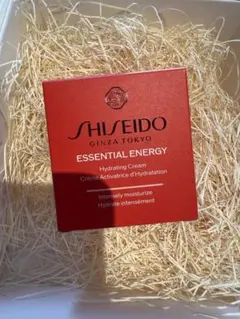 SHISEIDO
GINZA TOKYO
ESSENTIAL ENERGY
Hydrating Cream
Crème Activatrice d'Hydratation
Intensely moisturize
Hydrate intensément